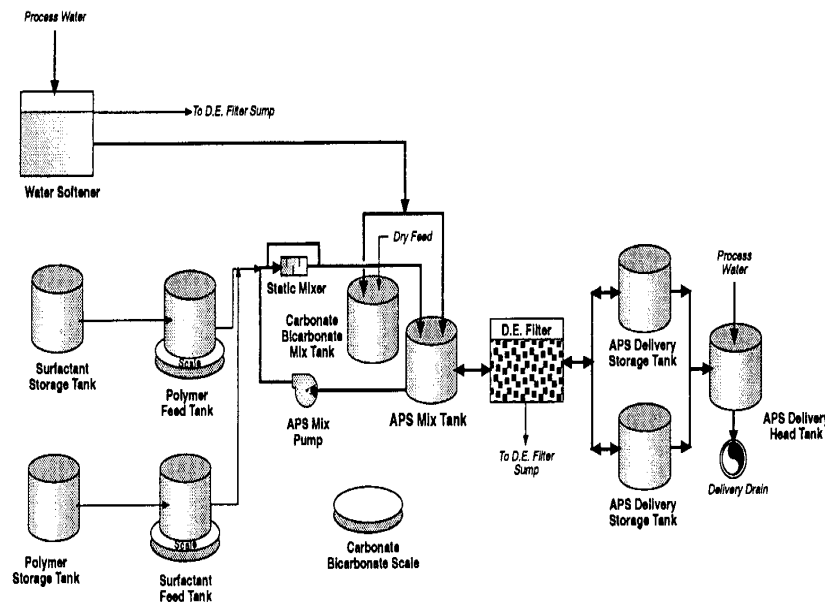 Process Water
To D.E. Filter Sump
Water Softener
Dry Feed
Static Mixer
Process
Water
Surfactant
Storage Tank
Scale
Polymer
Feed Tank
Carbonate
Bicarbonate
Mix Tank
APS Mix
Pump
APS Mix Tank
D.E. Filter
To D.E. Filter
Sump
APS Delivery
Storage Tank
APS Delivery
Head Tank
Delivery Drain
Polymer
Storage Tank
Scale
Surfactant
Feed Tank
Carbonate
Bicarbonate Scale
APS Delivery
Storage Tank